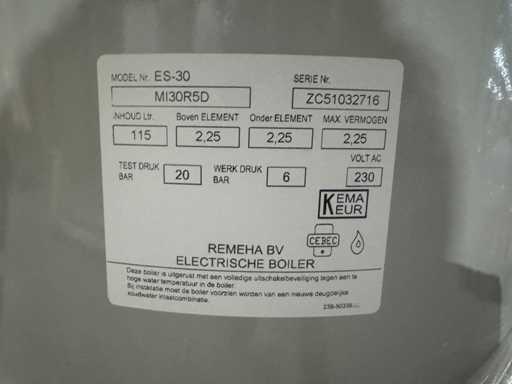 MODEL Nr. ES-30 SERIE Nr.
MI30R5D ZC51032716
INHOUD Ltr. Boven ELEMENT Onder ELEMENT MAX. VERMOGEN
115 2,25 2,25 2,25
VOLT AC
TEST DRUK BAR 20 WERK DRUK BAR 6 230
KEMA KEUR
CEBEC
REMEHA BV
ELECTRISCHE BOILER
Deze boiler is uitgerust met een volledige uitschakelbeveiliging tegen een te
hoge water temperatuur in de boiler.
Bij installatie moet de boiler voorzien worden van een nieuwe deugdelijke
koudwater inlaatcombinatie.